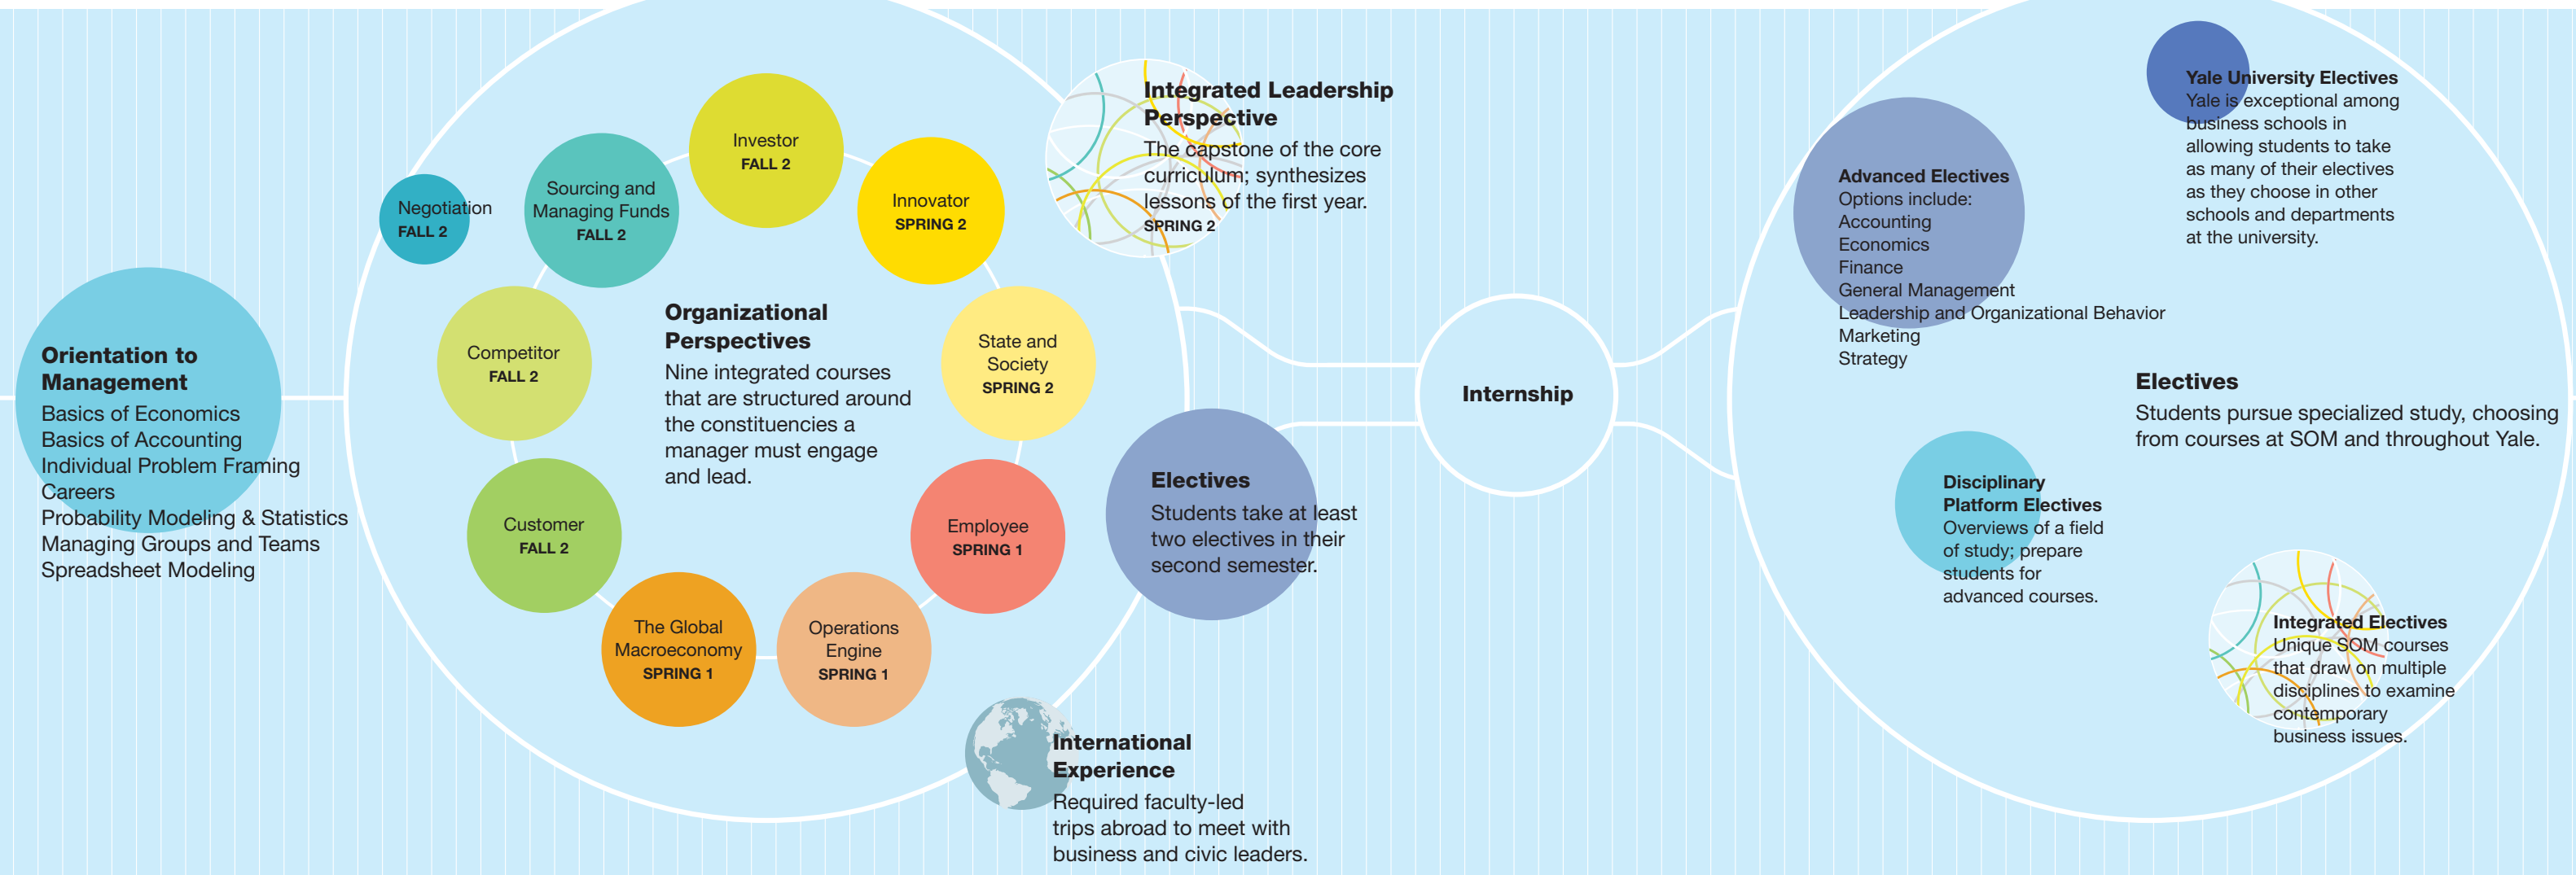 Orientation to
Management
Basics of Economics
Basics of Accounting
Individual Problem Framing
Careers
Probability Modeling & Statistics
Managing Groups and Teams
Spreadsheet Modeling
Negotiation
FALL 2
Sourcing and
Managing Funds
FALL 2
Investor
FALL 2
Innovator
SPRING 2
State and
Society
SPRING 2
Employee
SPRING 1
Operations
Engine
SPRING 1
The Global
Macroeconomy
SPRING 1
Customer
FALL 2
Competitor
FALL 2
Organizational
Perspectives
Nine integrated courses
that are structured around
the constituencies a
manager must engage
and lead.
Integrated Leadership
Perspective
The capstone of the core
curriculum; synthesizes
lessons of the first year.
SPRING 2
Electives
Students take at least
two electives in their
second semester.
International
Experience
Required faculty-led
trips abroad to meet with
business and civic leaders.
Internship
Advanced Electives
Options include:
Accounting
Economics
Finance
General Management
Leadership and Organizational Behavior
Marketing
Strategy
Yale University Electives
Yale is exceptional among
business schools in
allowing students to take
as many of their electives
as they choose in other
schools and departments
at the university.
Electives
Students pursue specialized study, choosing
from courses at SOM and throughout Yale.
Disciplinary
Platform Electives
Overviews of a field
of study; prepare
students for
advanced courses.
Integrated Electives
Unique SOM courses
that draw on multiple
disciplines to examine
contemporary
business issues.